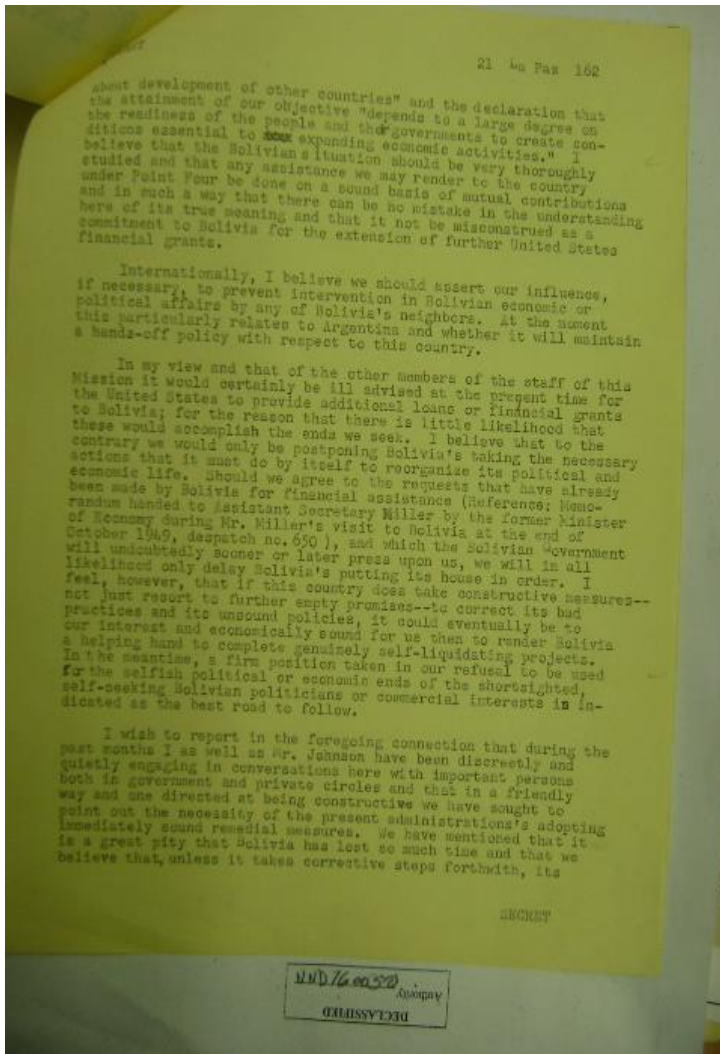 21 La Paz 162
about development of other countries" and the declaration that
the attainment of our objective "depends to a large degree on
the readiness of the people and their governments to create con-
ditions essential to expanding economic activities." I
believe that the Bolivian situation should be very thoroughly
studied and that any assistance we may render to the country
under Point Four be done on a sound basis of mutual contributions
and in such a way that there can be no mistake in the understanding
here of its true meaning and that it not be misconstrued as a
commitment to Bolivia for the extension of further United States
financial grants.
Internationally, I believe we should assert our influence,
if necessary, to prevent intervention in Bolivian economic or
political affairs by any of Bolivia's neighbors. At the moment
this particularly relates to Argentina and whether it will maintain
a hands-off policy with respect to this country.
In my view and that of the other members of the staff of this
Mission it would certainly be ill advised at the present time for
the United States to provide additional loans or financial grants
to Bolivia; for the reason that there is little likelihood that
these would accomplish the ends we seek. I believe that to the
contrary we would only be postponing Bolivia's taking the necessary
actions that it must do by itself to reorganize its political and
economic life. Should we agree to the requests that have already
been made by Bolivia for financial assistance (Reference: Memo-
randum handed to Assistant Secretary Miller by the former Minister
of Economy during Mr. Miller's visit to Bolivia at the end of
October 1949, despatch no. 650), and which the Bolivian Government
will undoubtedly sooner or later press upon us, we will in all
likelihood only delay Bolivia's putting its house in order. I
feel, however, that if this country does take constructive measures--
not just resort to further empty promises--to correct its bad
practices and its unsound policies, it could eventually be to
our interest and economically sound for us then to render Bolivia
a helping hand to complete genuinely self-liquidating projects.
In the meantime, a firm position taken in our refusal to be used
for the selfish political or economic ends of the shortsighted,
self-seeking Bolivian politicians or commercial interests is in-
dicated as the best road to follow.
I wish to report in the foregoing connection that during the
past months I as well as Mr. Johnson have been discreetly and
quietly engaging in conversations here with important persons
both in government and private circles and that in a friendly
way and one directed at being constructive we have sought to
point out the necessity of the present administrations's adopting
immediately sound remedial measures. We have mentioned that it
is a great pity that Bolivia has lost so much time and that we
believe that, unless it takes corrective steps forthwith, its
SECRET
NND 760050
Authority
DECLASSIFIED